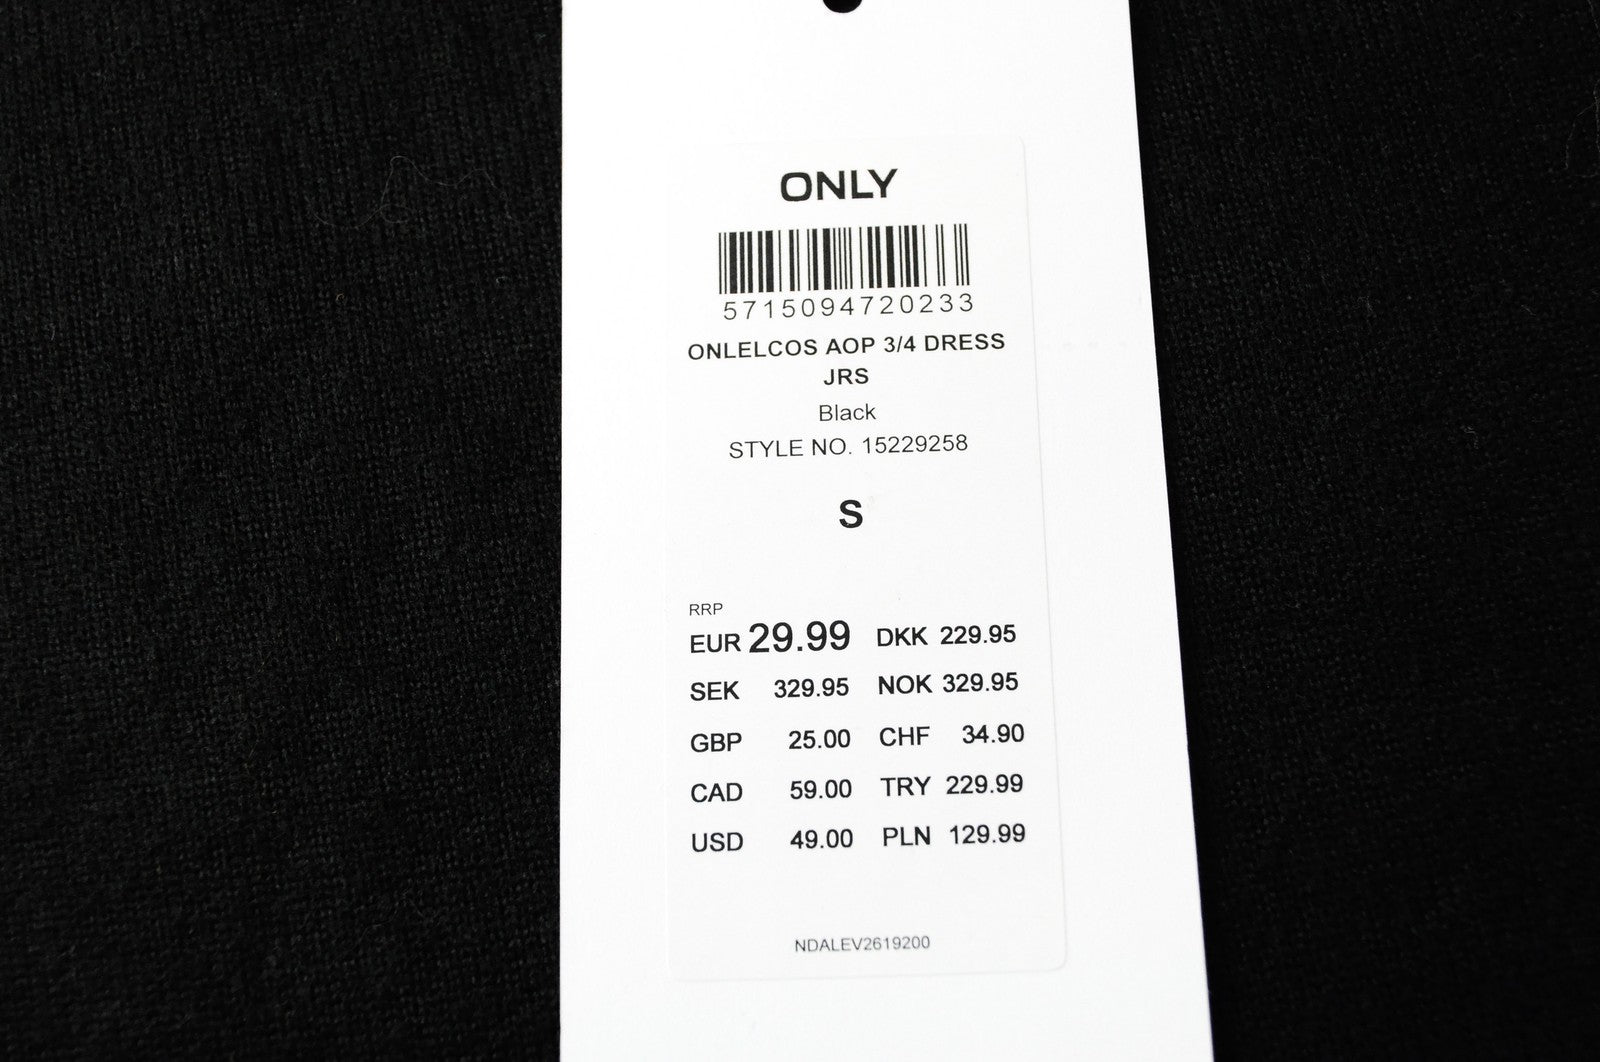 ONLY
5715094720233
ONLELCOS AOP 3/4 DRESS
JRS
Black
STYLE NO. 15229258
S
RRP
EUR 29.99 DKK 229.95
SEK 329.95 NOK 329.95
GBP 25.00 CHF 34.90
CAD 59.00 TRY 229.99
USD 49.00 PLN 129.99
NDALEV2619200